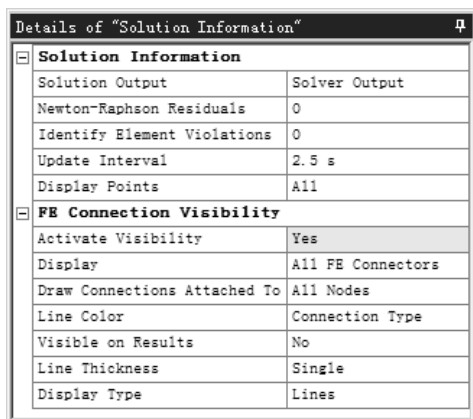 Details of "Solution Information"
Solution Information
Solution Output Solver Output
Newton-Raphson Residuals 0
Identify Element Violations 0
Update Interval 2.5 s
Display Points All
FE Connection Visibility
Activate Visibility Yes
Display All FE Connectors
Draw Connections Attached To All Nodes
Line Color Connection Type
Visible on Results No
Line Thickness Single
Display Type Lines